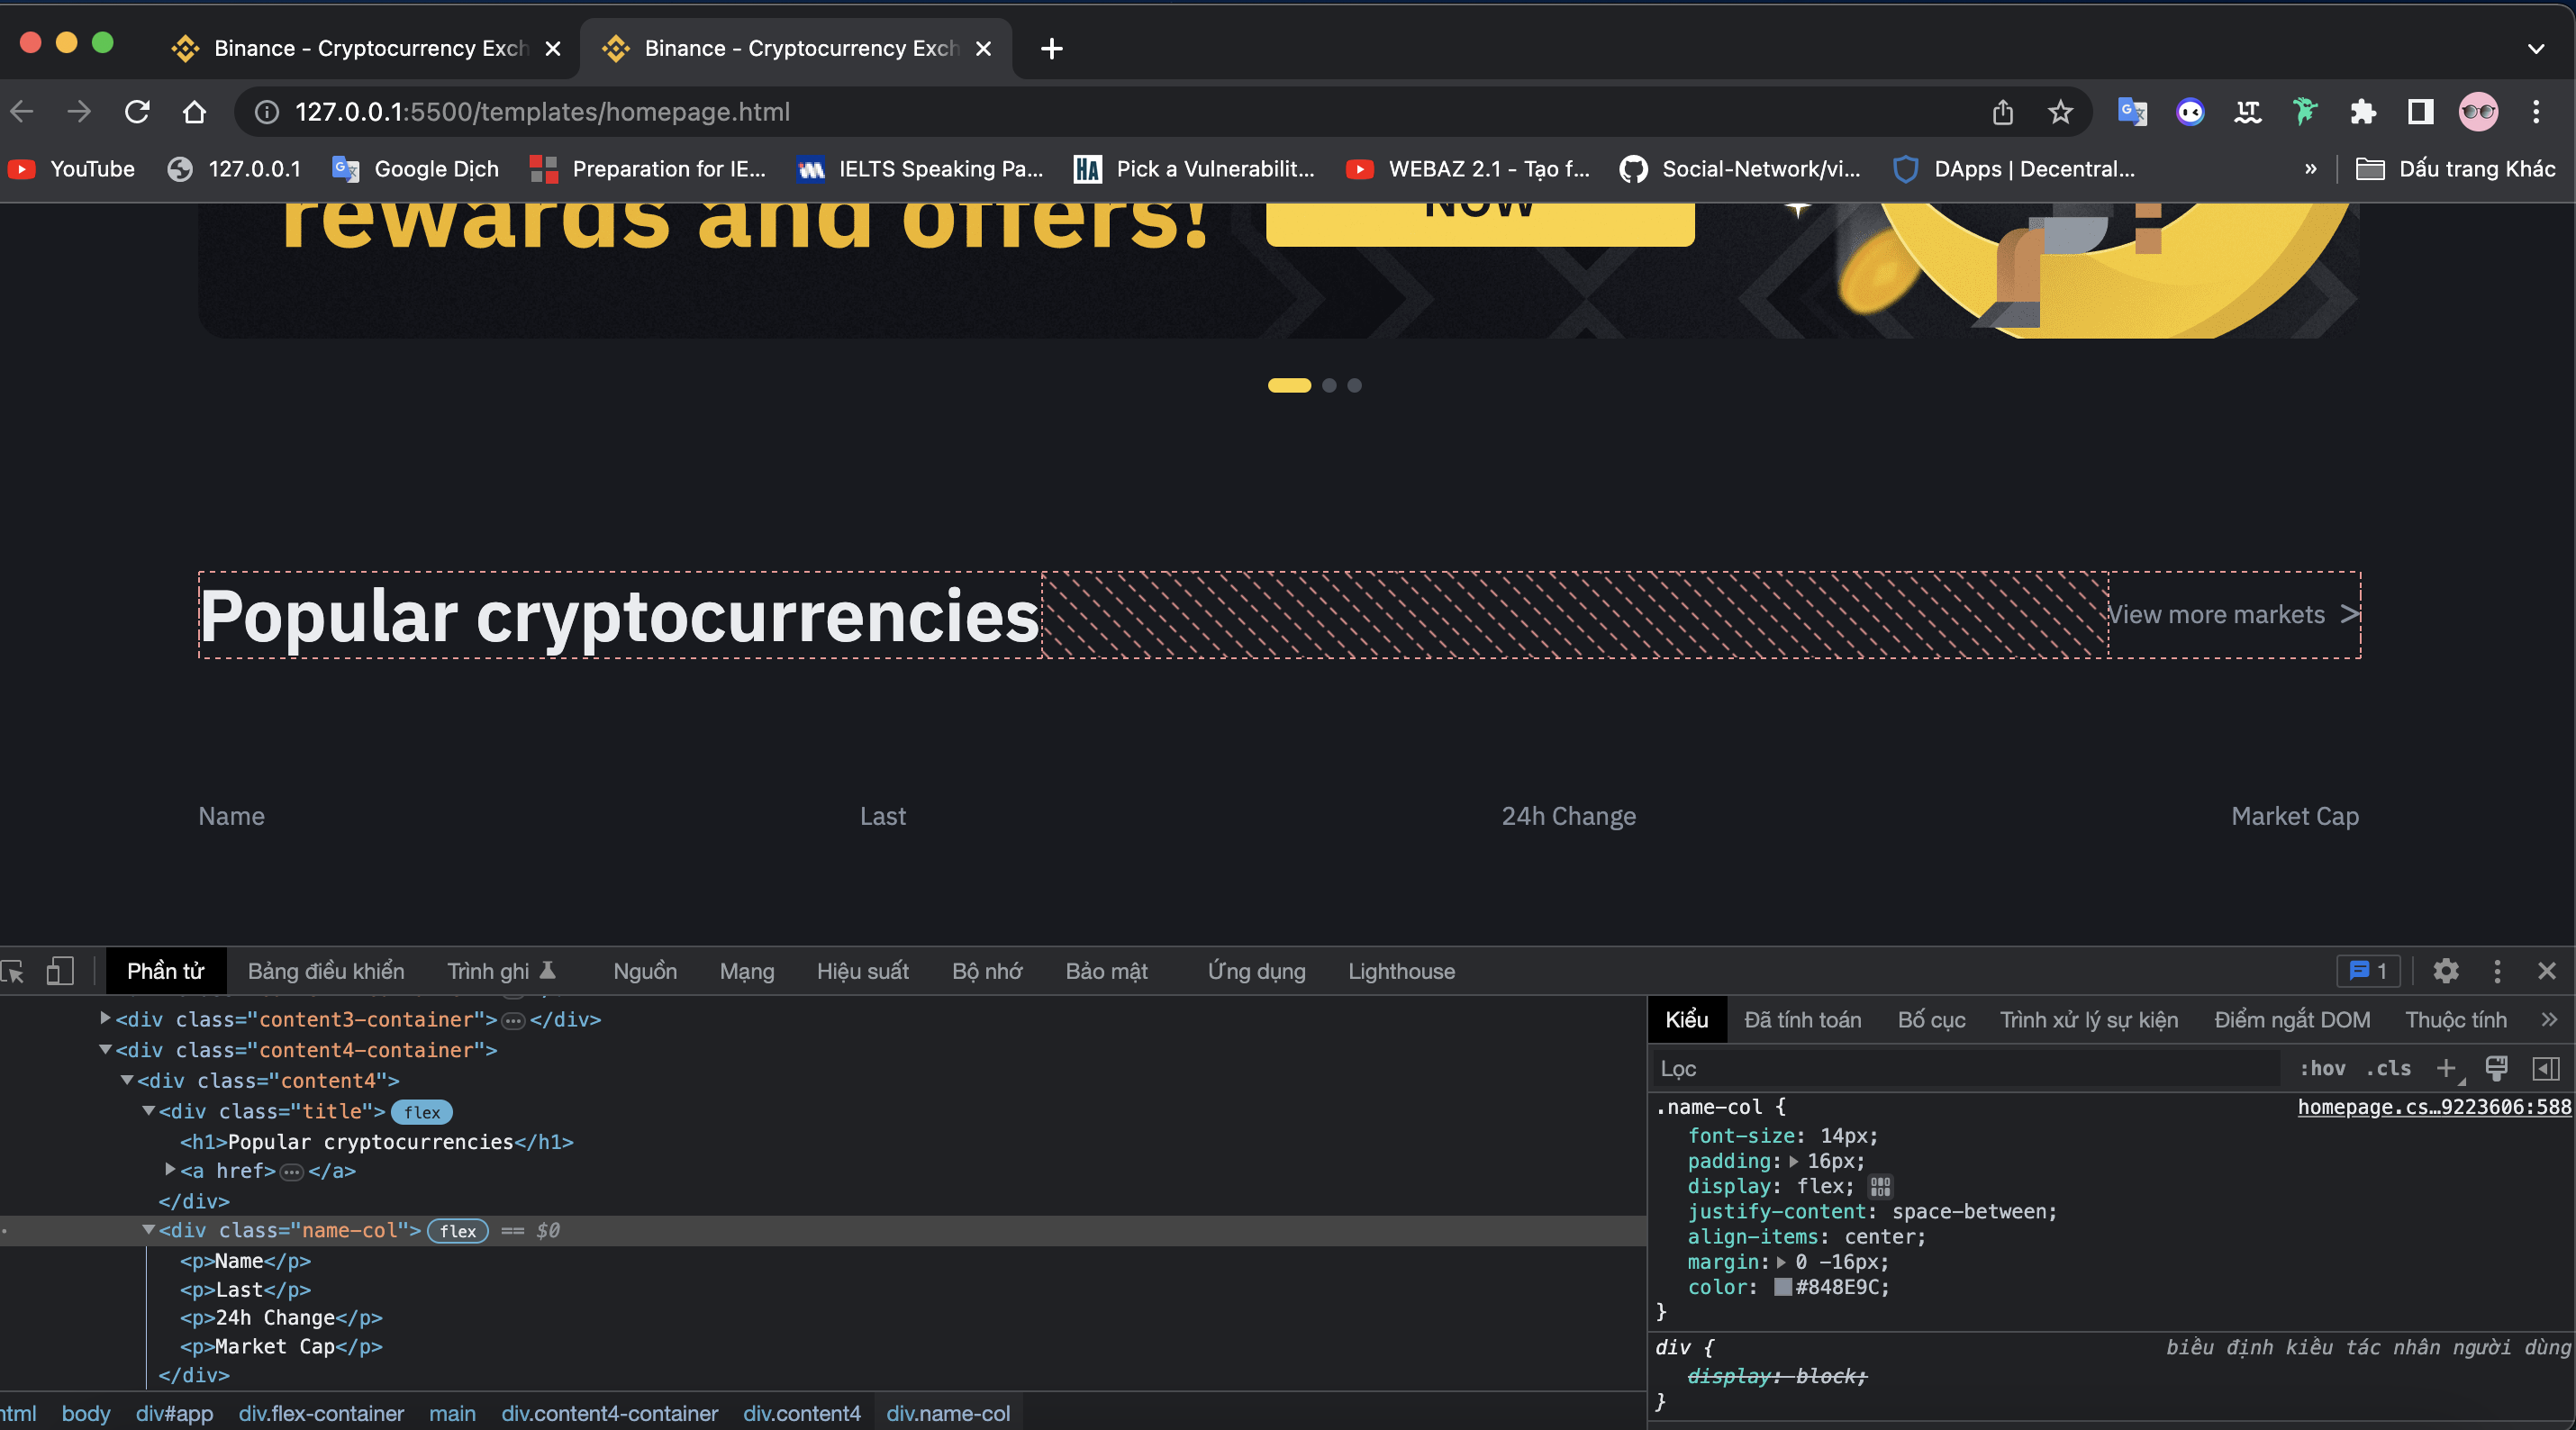 Binance - Cryptocurrency Exch
Binance - Cryptocurrency Exch
127.0.0.1:5500/templates/homepage.html
YouTube
127.0.0.1
Google Dịch
Preparation for IE...
IELTS Speaking Pa...
HA
Pick a Vulnerabilit...
WEBAZ 2.1 - Tạo f...
Social-Network/vi...
DApps | Decentral...
»
Dấu trang Khác
rewards and offers!
NOW
Popular cryptocurrencies
View more markets >
Name
Last
24h Change
Market Cap
Phần tử
Bảng điều khiển
Trình ghi
Nguồn
Mạng
Hiệu suất
Bộ nhớ
Bảo mật
Ứng dụng
Lighthouse
1
<div class="content3-container">…</div>
<div class="content4-container">
<div class="content4">
<div class="title"> flex
<h1>Popular cryptocurrencies</h1>
<a href>…</a>
</div>
<div class="name-col"> flex == $0
<p>Name</p>
<p>Last</p>
<p>24h Change</p>
<p>Market Cap</p>
</div>
html body div#app div.flex-container main div.content4-container div.content4 div.name-col
Kiểu
Đã tính toán
Bố cục
Trình xử lý sự kiện
Điểm ngắt DOM
Thuộc tính
»
Lọc
:hov .cls +
.name-col {
homepage.cs…9223606:588
font-size: 14px;
padding: 16px;
display: flex;
justify-content: space-between;
align-items: center;
margin: 0 -16px;
color: #848E9C;
}
div {
biểu định kiểu tác nhân người dùng
display: block;
}